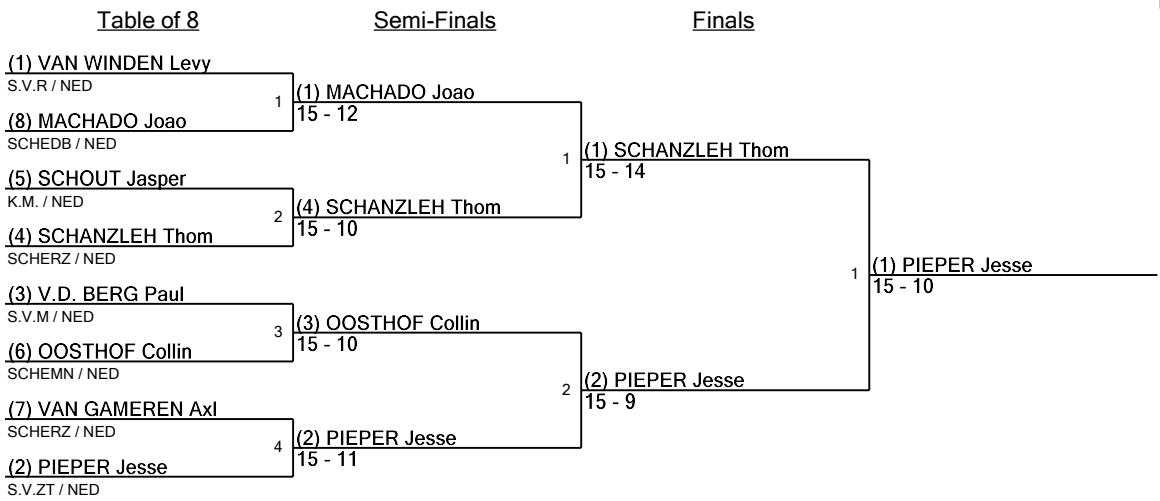 Table of 8
Semi-Finals
Finals
(1) VAN WINDEN Levy
S.V.R / NED
1
(8) MACHADO Joao
SCHEDB / NED
(5) SCHOUT Jasper
K.M. / NED
2
(4) SCHANZLEH Thom
SCHERZ / NED
(3) V.D. BERG Paul
S.V.M / NED
3
(6) OOSTHOF Collin
SCHEMN / NED
(7) VAN GAMEREN Axl
SCHERZ / NED
4
(2) PIEPER Jesse
S.V.ZT / NED
(1) MACHADO Joao
15 - 12
1
(4) SCHANZLEH Thom
15 - 10
(3) OOSTHOF Collin
15 - 10
2
(2) PIEPER Jesse
15 - 11
(1) SCHANZLEH Thom
15 - 14
1
(2) PIEPER Jesse
15 - 9
(1) PIEPER Jesse
15 - 10